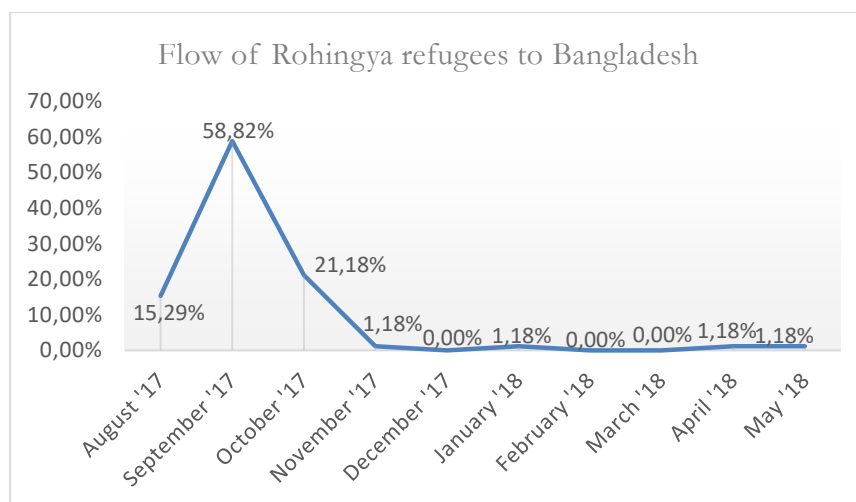 Flow of Rohingya refugees to Bangladesh
70,00%
60,00%
50,00%
40,00%
30,00%
20,00%
10,00%
0,00%
15,29%
58,82%
21,18%
1,18%
0,00%
1,18%
0,00%
0,00%
1,18%
1,18%
August '17
September '17
October '17
November '17
December '17
January '18
February '18
March '18
April '18
May '18